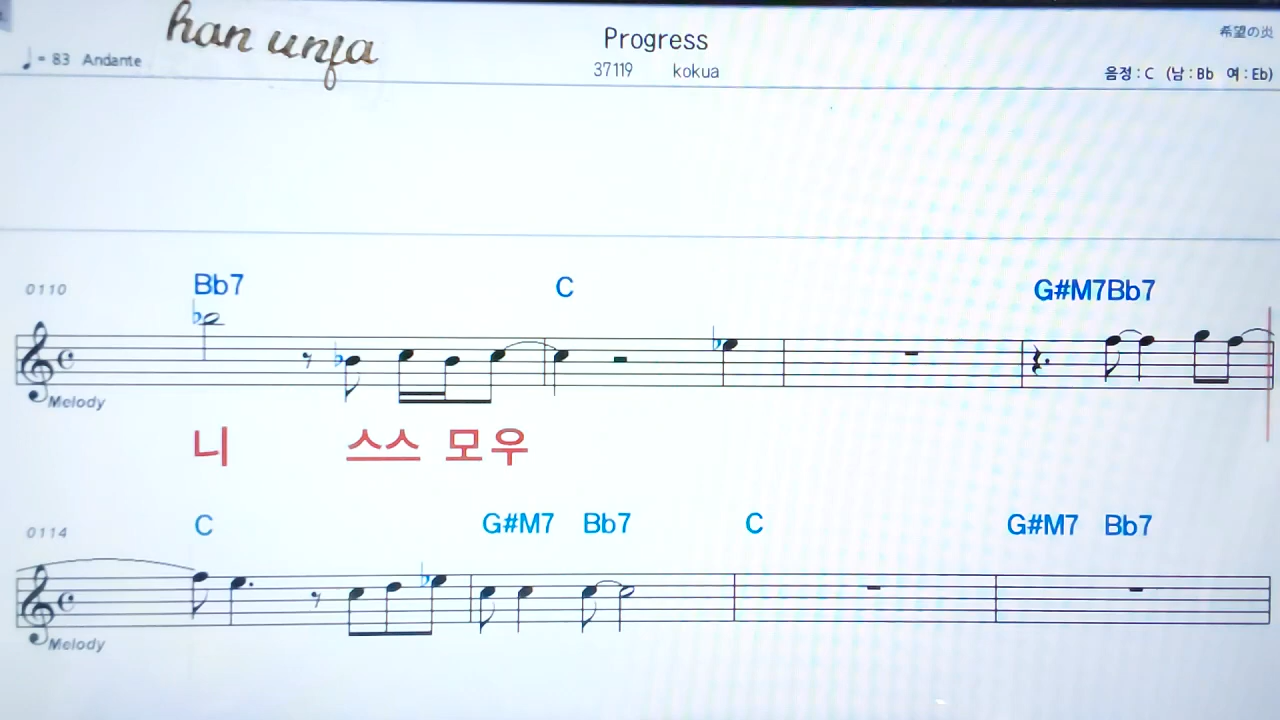 han unfa
Progress
希望の炎
♩= 83 Andante
37119 kokua
음정 : C (남 : Bb 여 : Eb)
0110
Bb7 C G#M7Bb7
Melody
니 스스 모우
0114
C G#M7 Bb7 C G#M7 Bb7
Melody